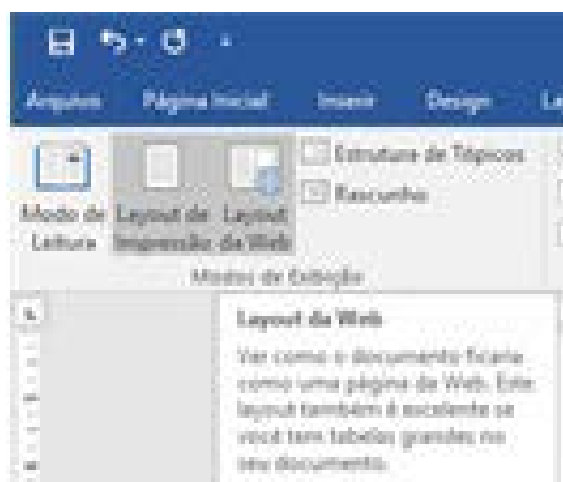 Arquivo Página Inicial Inserir Design La
Estrutura de Tópicos
Rascunho
Modo de Layout de Layout
Leitura Impressão da Web
Modos de Exibição
Layout da Web
Ver como o documento ficaria
como uma página da Web. Este
layout também é excelente se
você tem tabelas grandes no
seu documento.